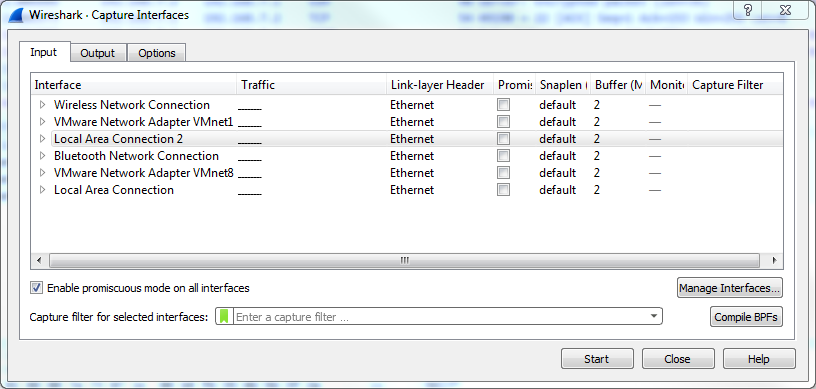 Wireshark · Capture Interfaces
Input Output Options
Interface Traffic Link-layer Header Promis Snaplen ( Buffer (M Monito Capture Filter
Wireless Network Connection Ethernet default 2 —
VMware Network Adapter VMnet1 Ethernet default 2 —
Local Area Connection 2 Ethernet default 2 —
Bluetooth Network Connection Ethernet default 2 —
VMware Network Adapter VMnet8 Ethernet default 2 —
Local Area Connection Ethernet default 2 —
Enable promiscuous mode on all interfaces Manage Interfaces...
Capture filter for selected interfaces: Enter a capture filter ... Compile BPFs
Start Close Help